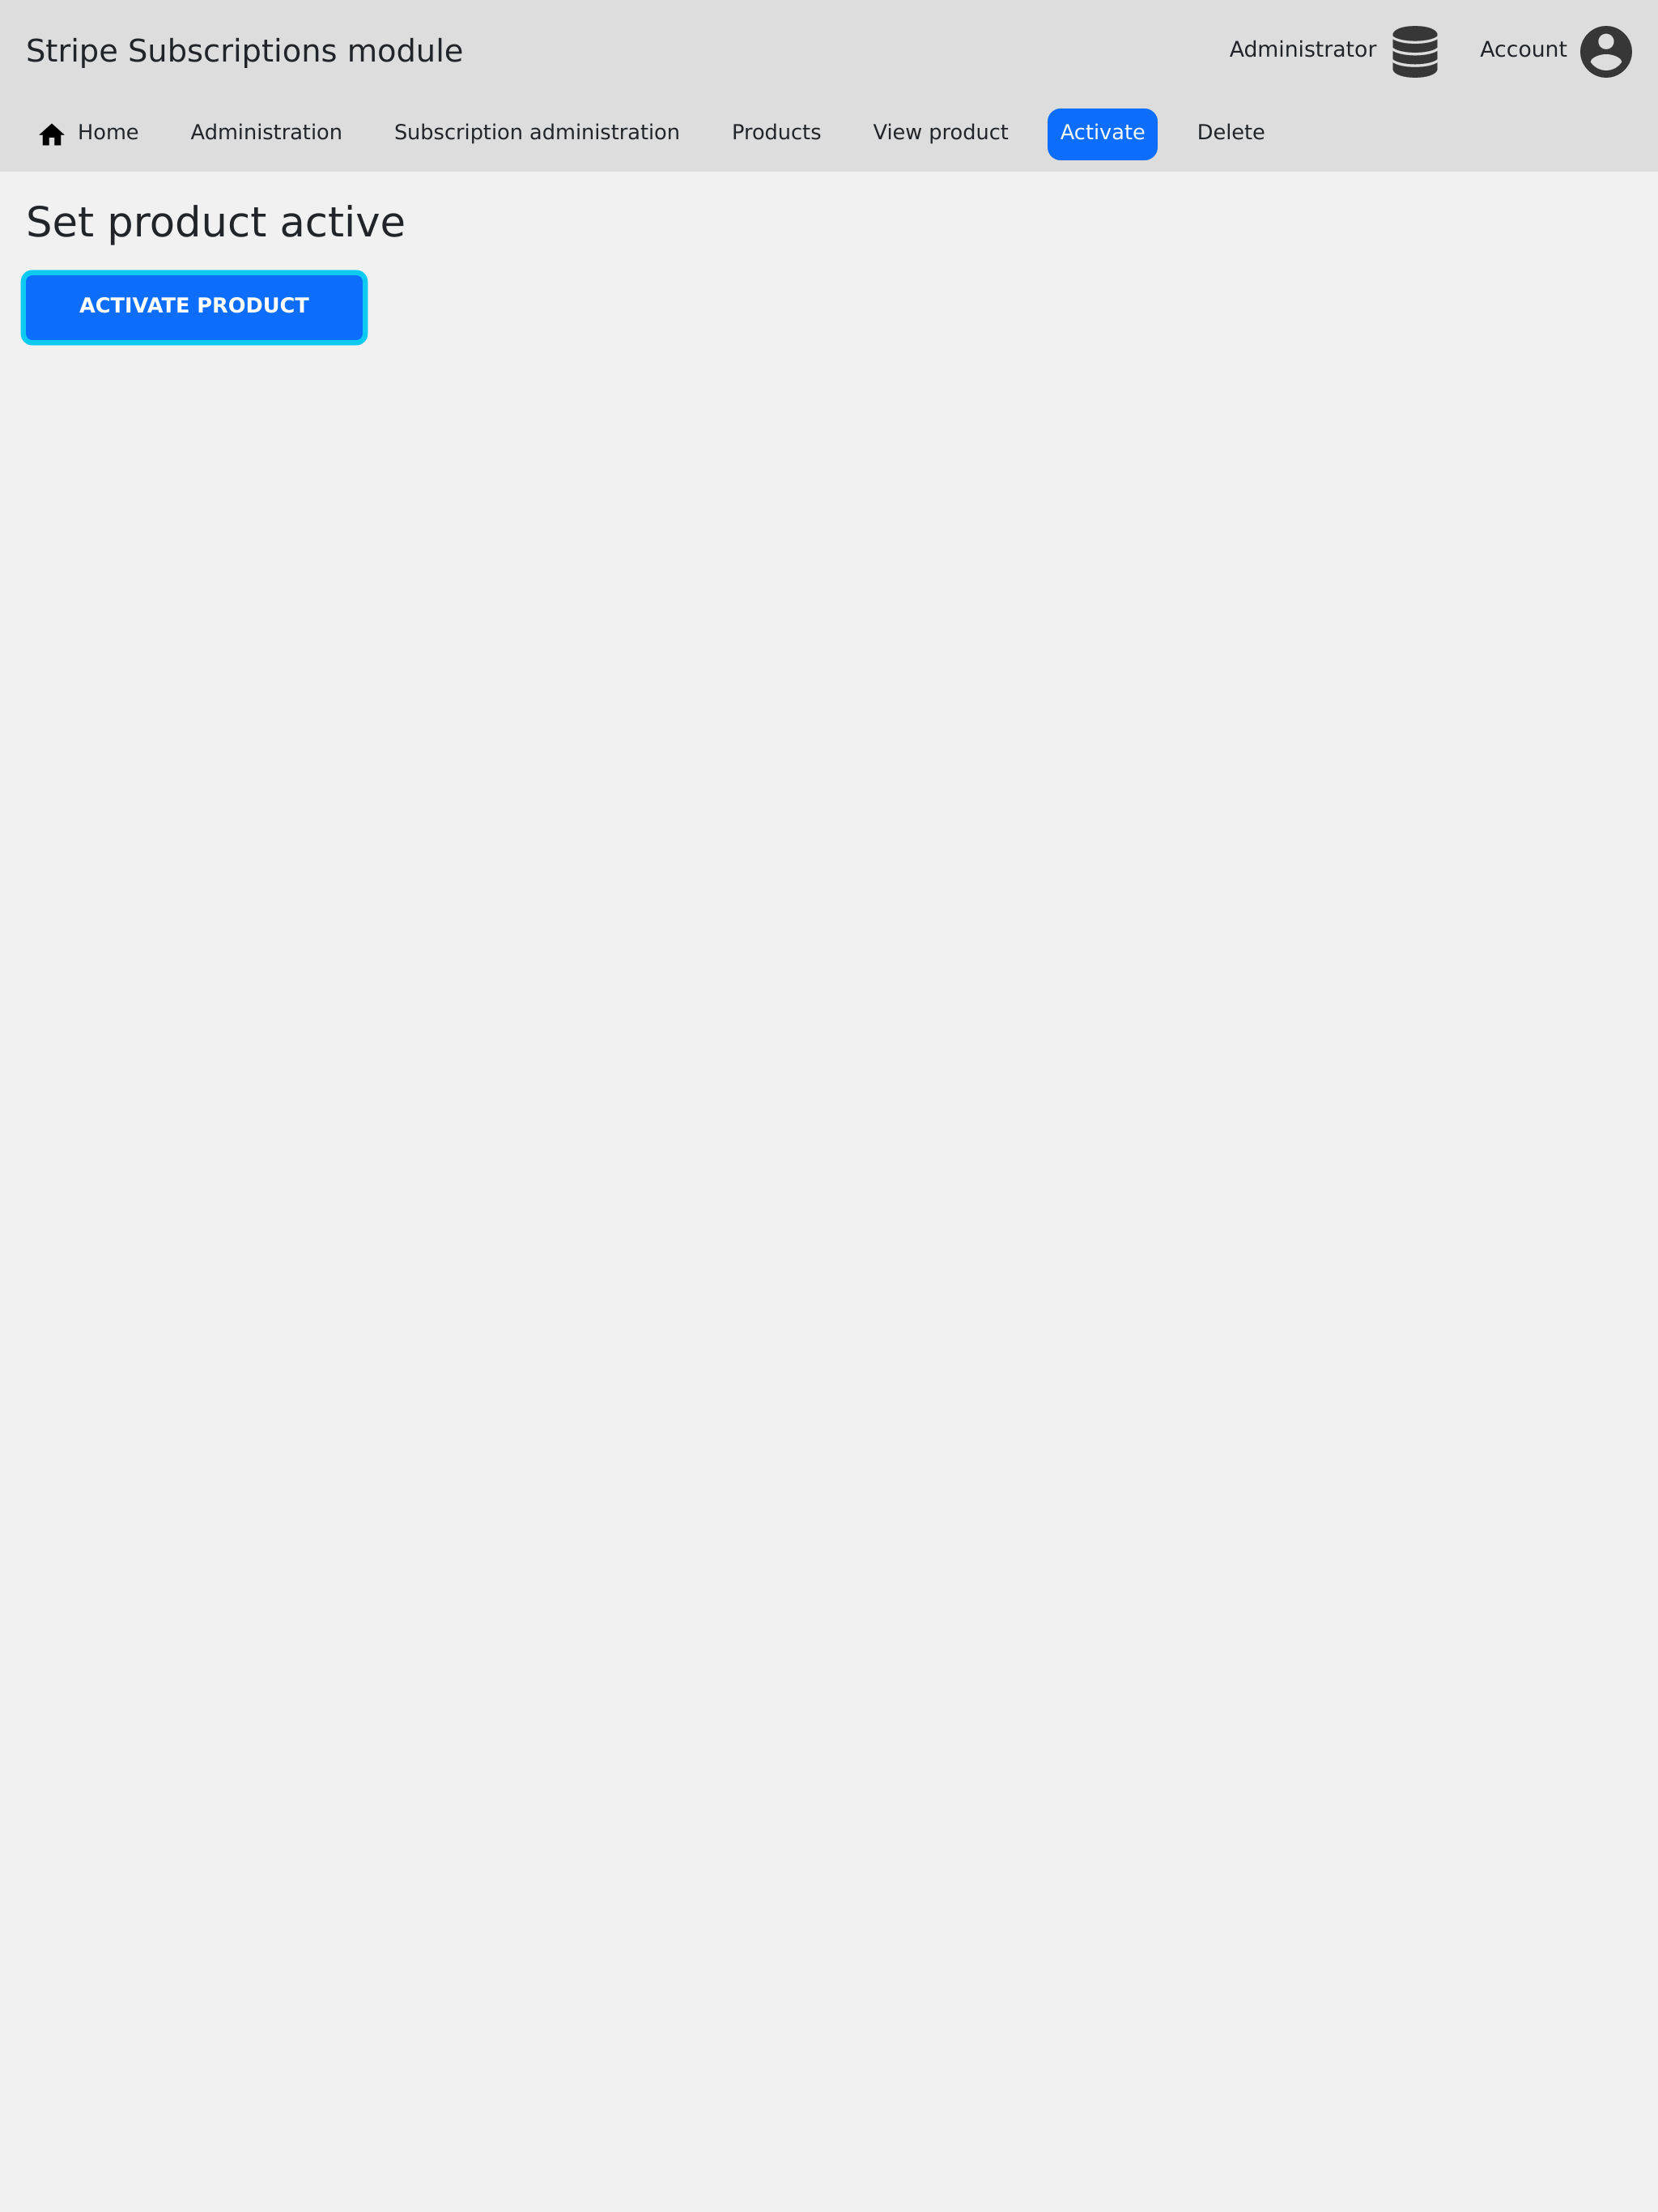 Stripe Subscriptions module
Administrator Account
Home Administration Subscription administration Products View product Activate Delete
Set product active
ACTIVATE PRODUCT